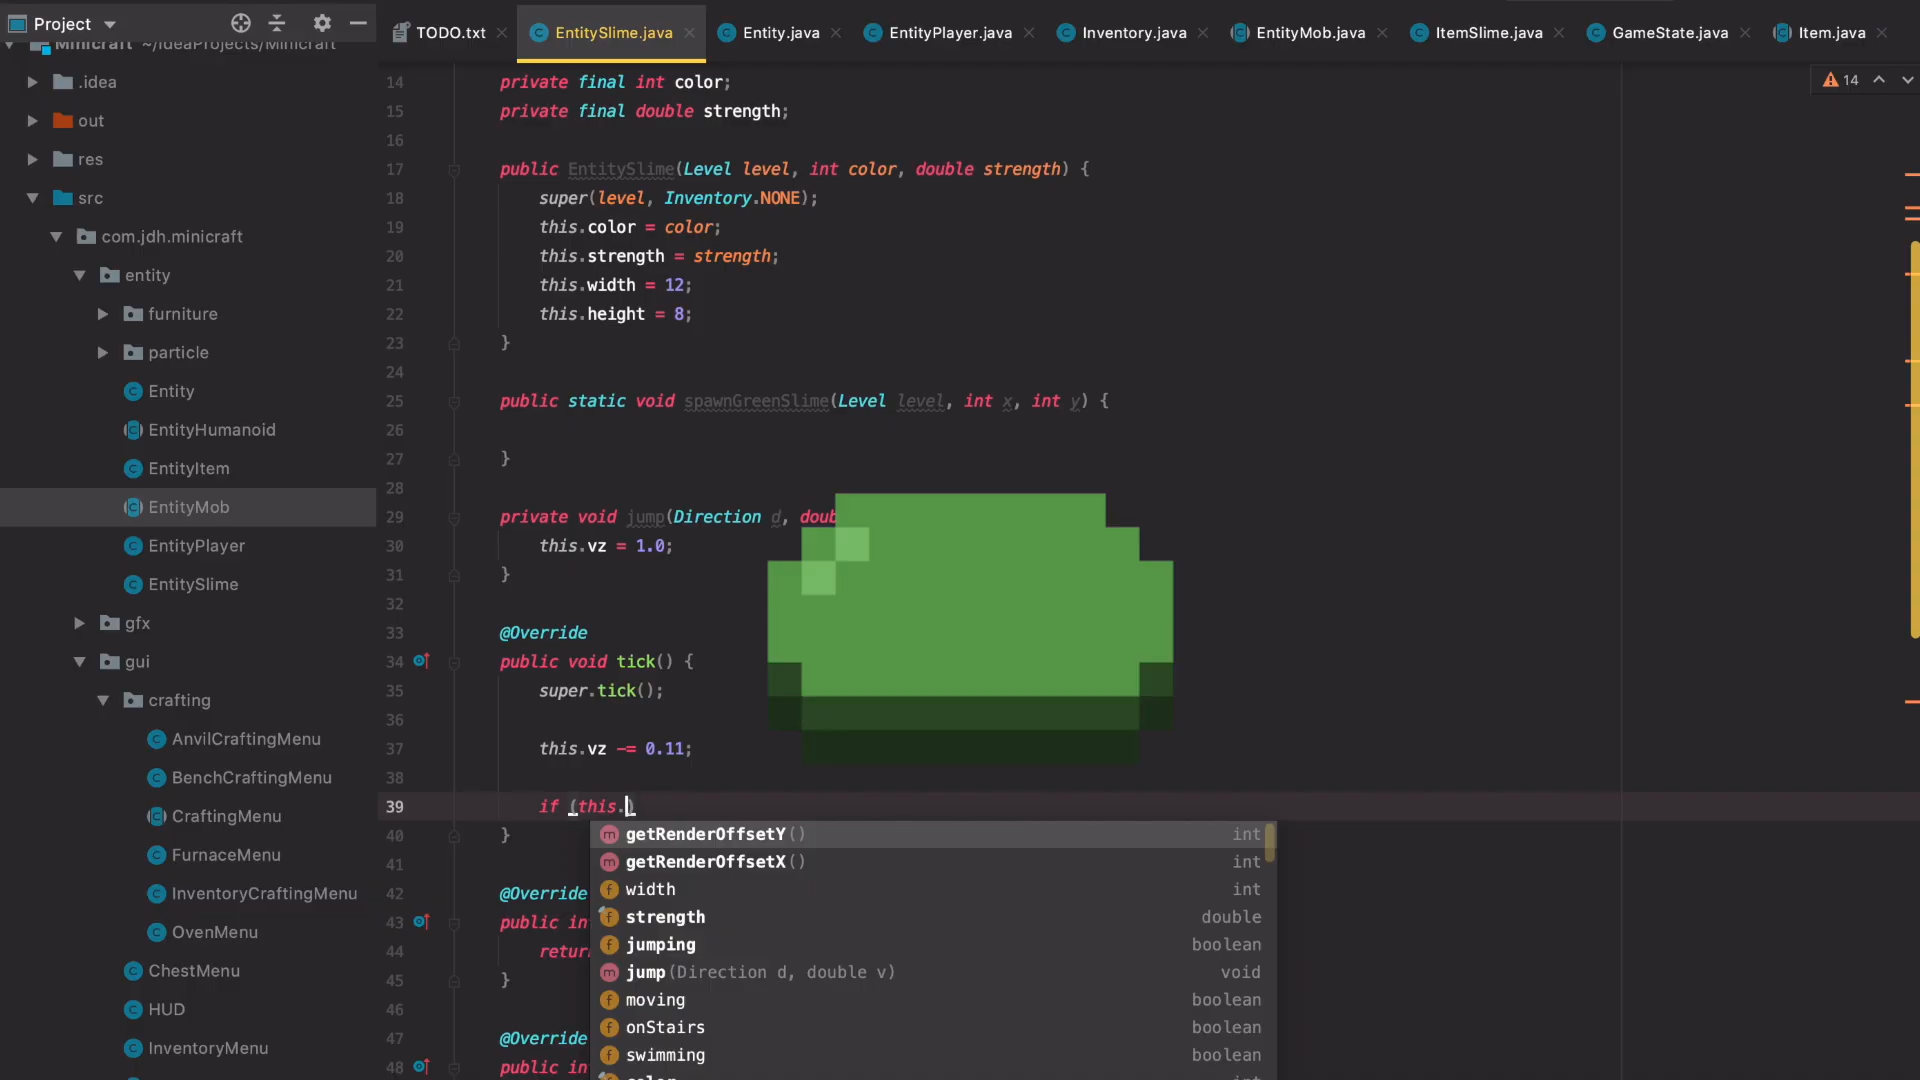 Project
TODO.txt
EntitySlime.java
Entity.java
EntityPlayer.java
Inventory.java
EntityMob.java
ItemSlime.java
GameState.java
Item.java
Minicraft ~/IdeaProjects/Minicraft
.idea
out
res
src
com.jdh.minicraft
entity
furniture
particle
Entity
EntityHumanoid
EntityItem
EntityMob
EntityPlayer
EntitySlime
gfx
gui
crafting
AnvilCraftingMenu
BenchCraftingMenu
CraftingMenu
FurnaceMenu
InventoryCraftingMenu
OvenMenu
ChestMenu
HUD
InventoryMenu
14
14 private final int color;
15 private final double strength;
16
17 public EntitySlime(Level level, int color, double strength) {
18 super(level, Inventory.NONE);
19 this.color = color;
20 this.strength = strength;
21 this.width = 12;
22 this.height = 8;
23 }
24
25 public static void spawnGreenSlime(Level level, int x, int y) {
26
27 }
28
29 private void jump(Direction d, doub
30 this.vz = 1.0;
31 }
32
33 @Override
34 public void tick() {
35 super.tick();
36
37 this.vz -= 0.11;
38
39 if (this.)
40 }
41
42 @Override
43 public in
44 retur
45 }
46
47 @Override
48 public in
getRenderOffsetY() int
getRenderOffsetX() int
width int
strength double
jumping boolean
jump(Direction d, double v) void
moving boolean
onStairs boolean
swimming boolean